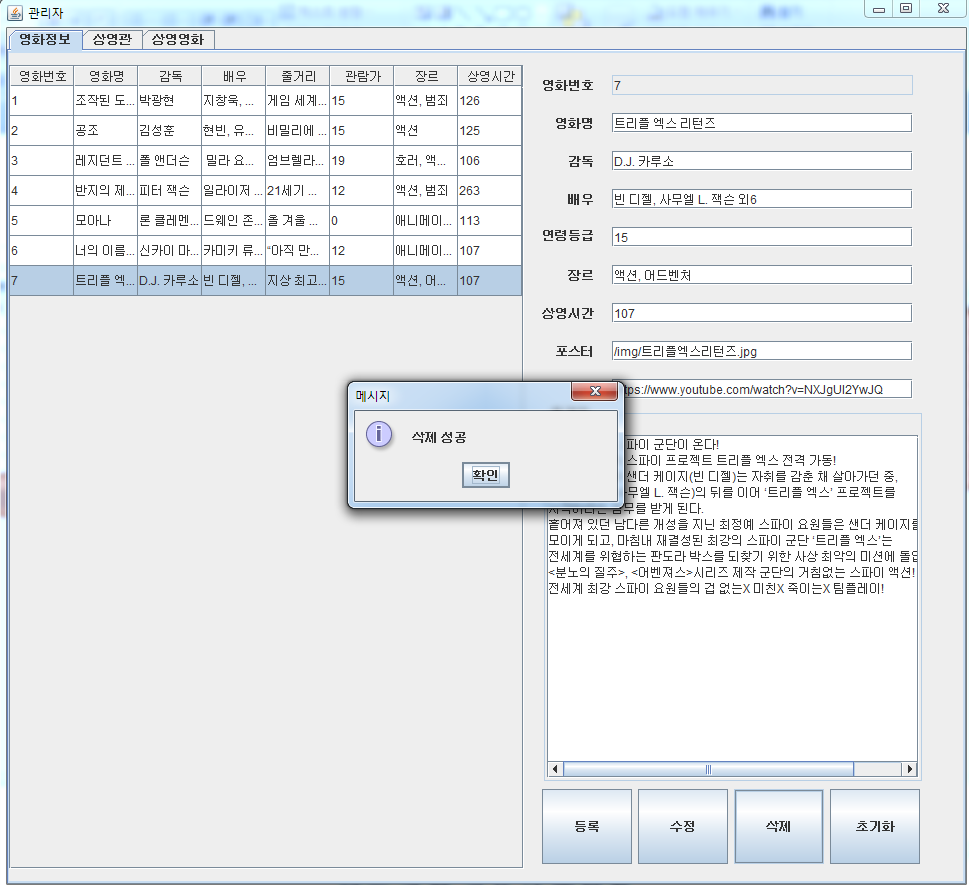 관리자
영화정보 상영관 상영영화
영화번호 영화명 감독 배우 줄거리 관람가 장르 상영시간
1 조작된 도... 박광현 지창욱, ... 게임 세계... 15 액션, 범죄 126
2 공조 김성훈 현빈, 유... 비밀리에 ... 15 액션 125
3 레지던트 ... 폴 앤더슨 밀라 요... 엄브렐라... 19 호러, 액... 106
4 반지의 제... 피터 잭슨 일라이저 ... 21세기 ... 12 액션, 범죄 263
5 모아나 론 클레멘... 드웨인 존... 올 겨울 ... 0 애니메이... 113
6 너의 이름... 신카이 마... 카미키 류... “아직 만... 12 애니메이... 107
7 트리플 엑... D.J. 카루소 빈 디젤, ... 지상 최고... 15 액션, 어... 107
영화번호 7
영화명 트리플 엑스 리턴즈
감독 D.J. 카루소
배우 빈 디젤, 사무엘 L. 잭슨 외6
연령등급 15
장르 액션, 어드벤처
상영시간 107
포스터 /img/트리플엑스리턴즈.jpg
ttps://www.youtube.com/watch?v=NXJgUI2YwJQ
메시지
삭제 성공
확인
파이 군단이 온다!
스파이 프로젝트 트리플 엑스 전격 가동!
샌더 케이지(빈 디젤)는 자취를 감춘 채 살아가던 중,
무엘 L. 잭슨)의 뒤를 이어 ‘트리플 엑스’ 프로젝트를
임무를 받게 된다.
흩어져 있던 남다른 개성을 지닌 최정예 스파이 요원들은 샌더 케이지를
모이게 되고, 마침내 재결성된 최강의 스파이 군단 ‘트리플 엑스’는
전세계를 위협하는 판도라 박스를 되찾기 위한 사상 최악의 미션에 돌입
<분노의 질주>, <어벤져스>시리즈 제작 군단의 거침없는 스파이 액션!
전세계 최강 스파이 요원들의 겁 없는X 미친X 죽이는X 팀플레이!
등록 수정 삭제 초기화